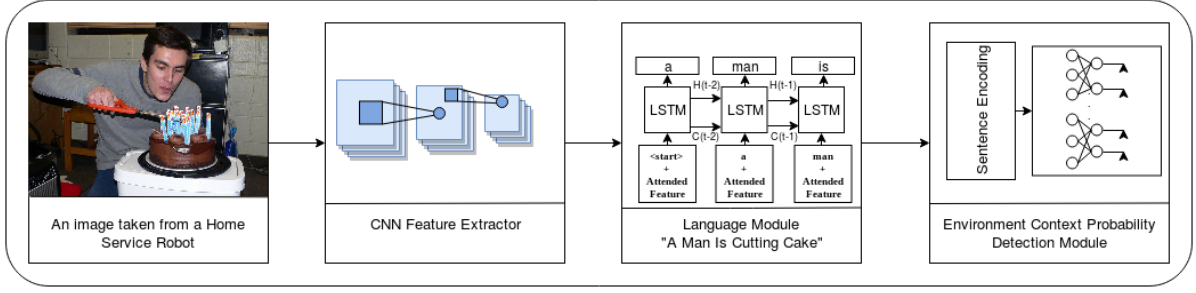 An image taken from a Home
Service Robot
CNN Feature Extractor
a
man
is
H(t-2)
H(t-1)
LSTM
LSTM
LSTM
C(t-2)
C(t-1)
<start>
+
Attended
Feature
a
+
Attended
Feature
man
+
Attended
Feature
Language Module
"A Man Is Cutting Cake"
Sentence Encoding
Environment Context Probability
Detection Module